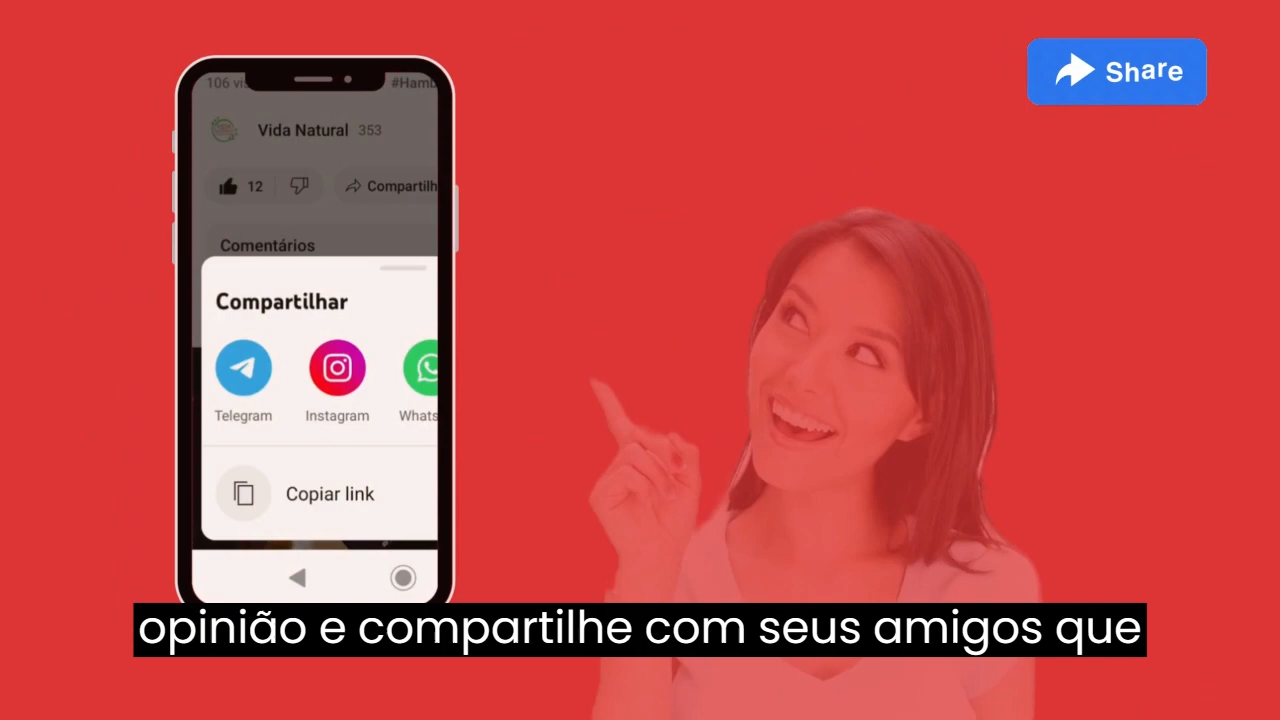 106 vis
#Hamb
Share
Vida Natural 353
12
Compartilh
Comentários
Compartilhar
Telegram
Instagram
Whats
Copiar link
opinião e compartilhe com seus amigos que